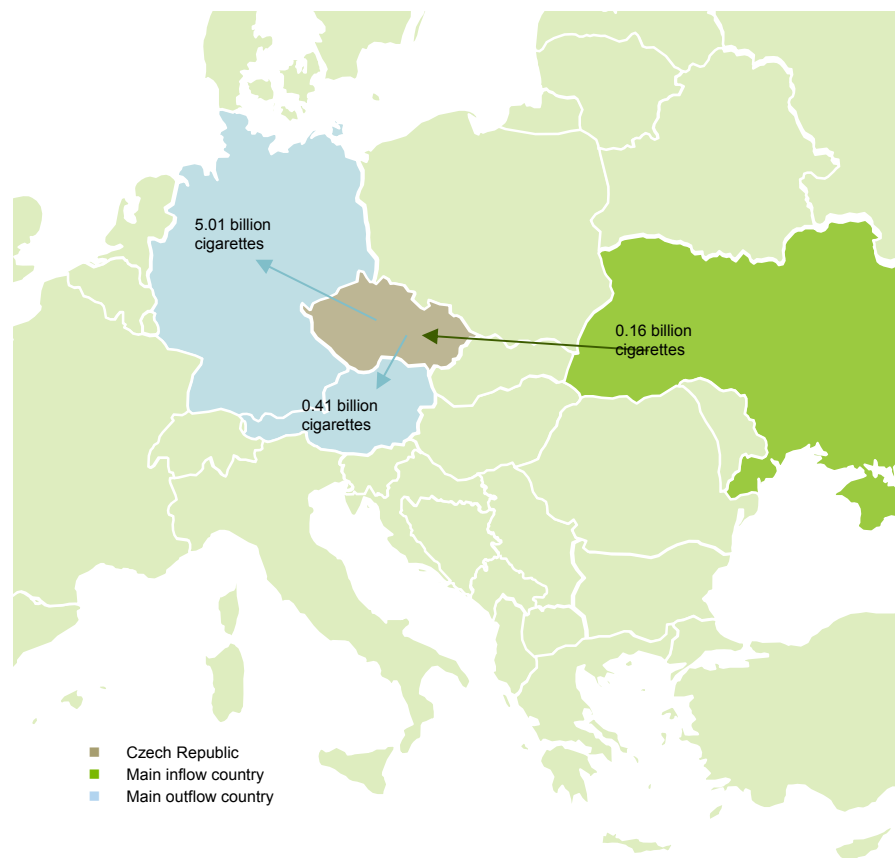 5.01 billion
cigarettes
0.16 billion
cigarettes
0.41 billion
cigarettes
Czech Republic
Main inflow country
Main outflow country